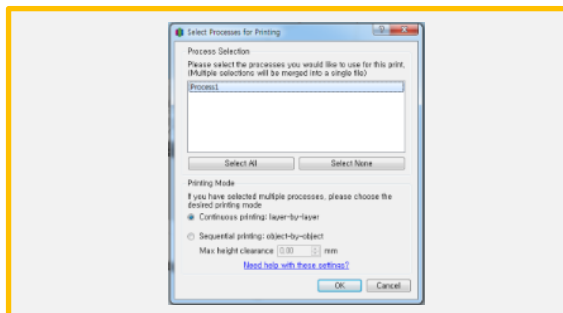 Select Processes for Printing
Process Selection
Please select the processes you would like to use for this print.
(Multiple selections will be merged into a single file)
Process1
Select All
Select None
Printing Mode
If you have selected multiple processes, please choose the
desired printing mode
Continuous printing: layer-by-layer
Sequential printing: object-by-object
Max height clearance 0.00 mm
Need help with these settings?
OK
Cancel